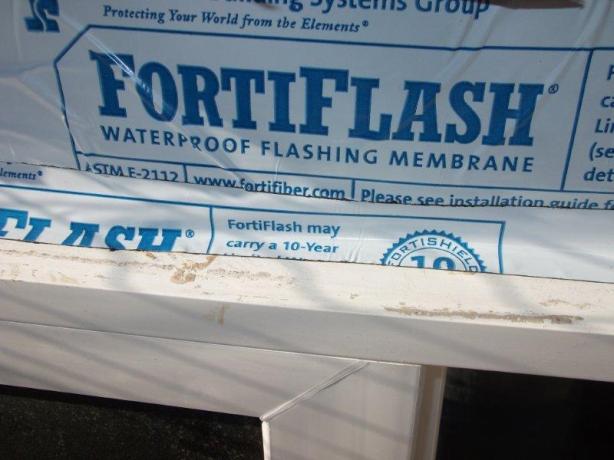 Systems Group
Protecting Your World from the Elements®
FORTIFLASH®
WATERPROOF FLASHING MEMBRANE
ASTM E-2112 www.fortifiber.com Please see installation guide
Elements®
FLASH®
FortiFlash may
carry a 10-Year
FORTISHIELD
10